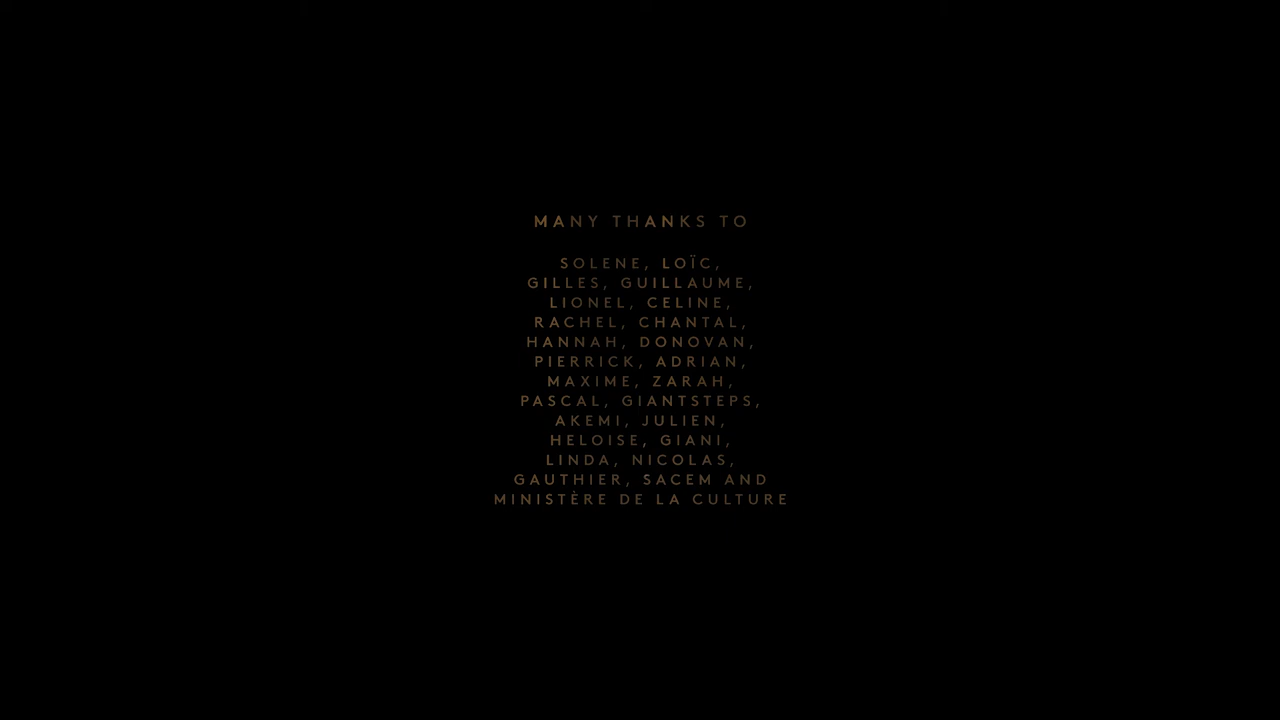 MANY THANKS TO
SOLENE, LOÏC,
GILLES, GUILLAUME,
LIONEL, CELINE,
RACHEL, CHANTAL,
HANNAH, DONOVAN,
PIERRICK, ADRIAN,
MAXIME, ZARAH,
PASCAL, GIANTSTEPS,
AKEMI, JULIEN,
HELOISE, GIANI,
LINDA, NICOLAS,
GAUTHIER, SACEM AND
MINISTÈRE DE LA CULTURE